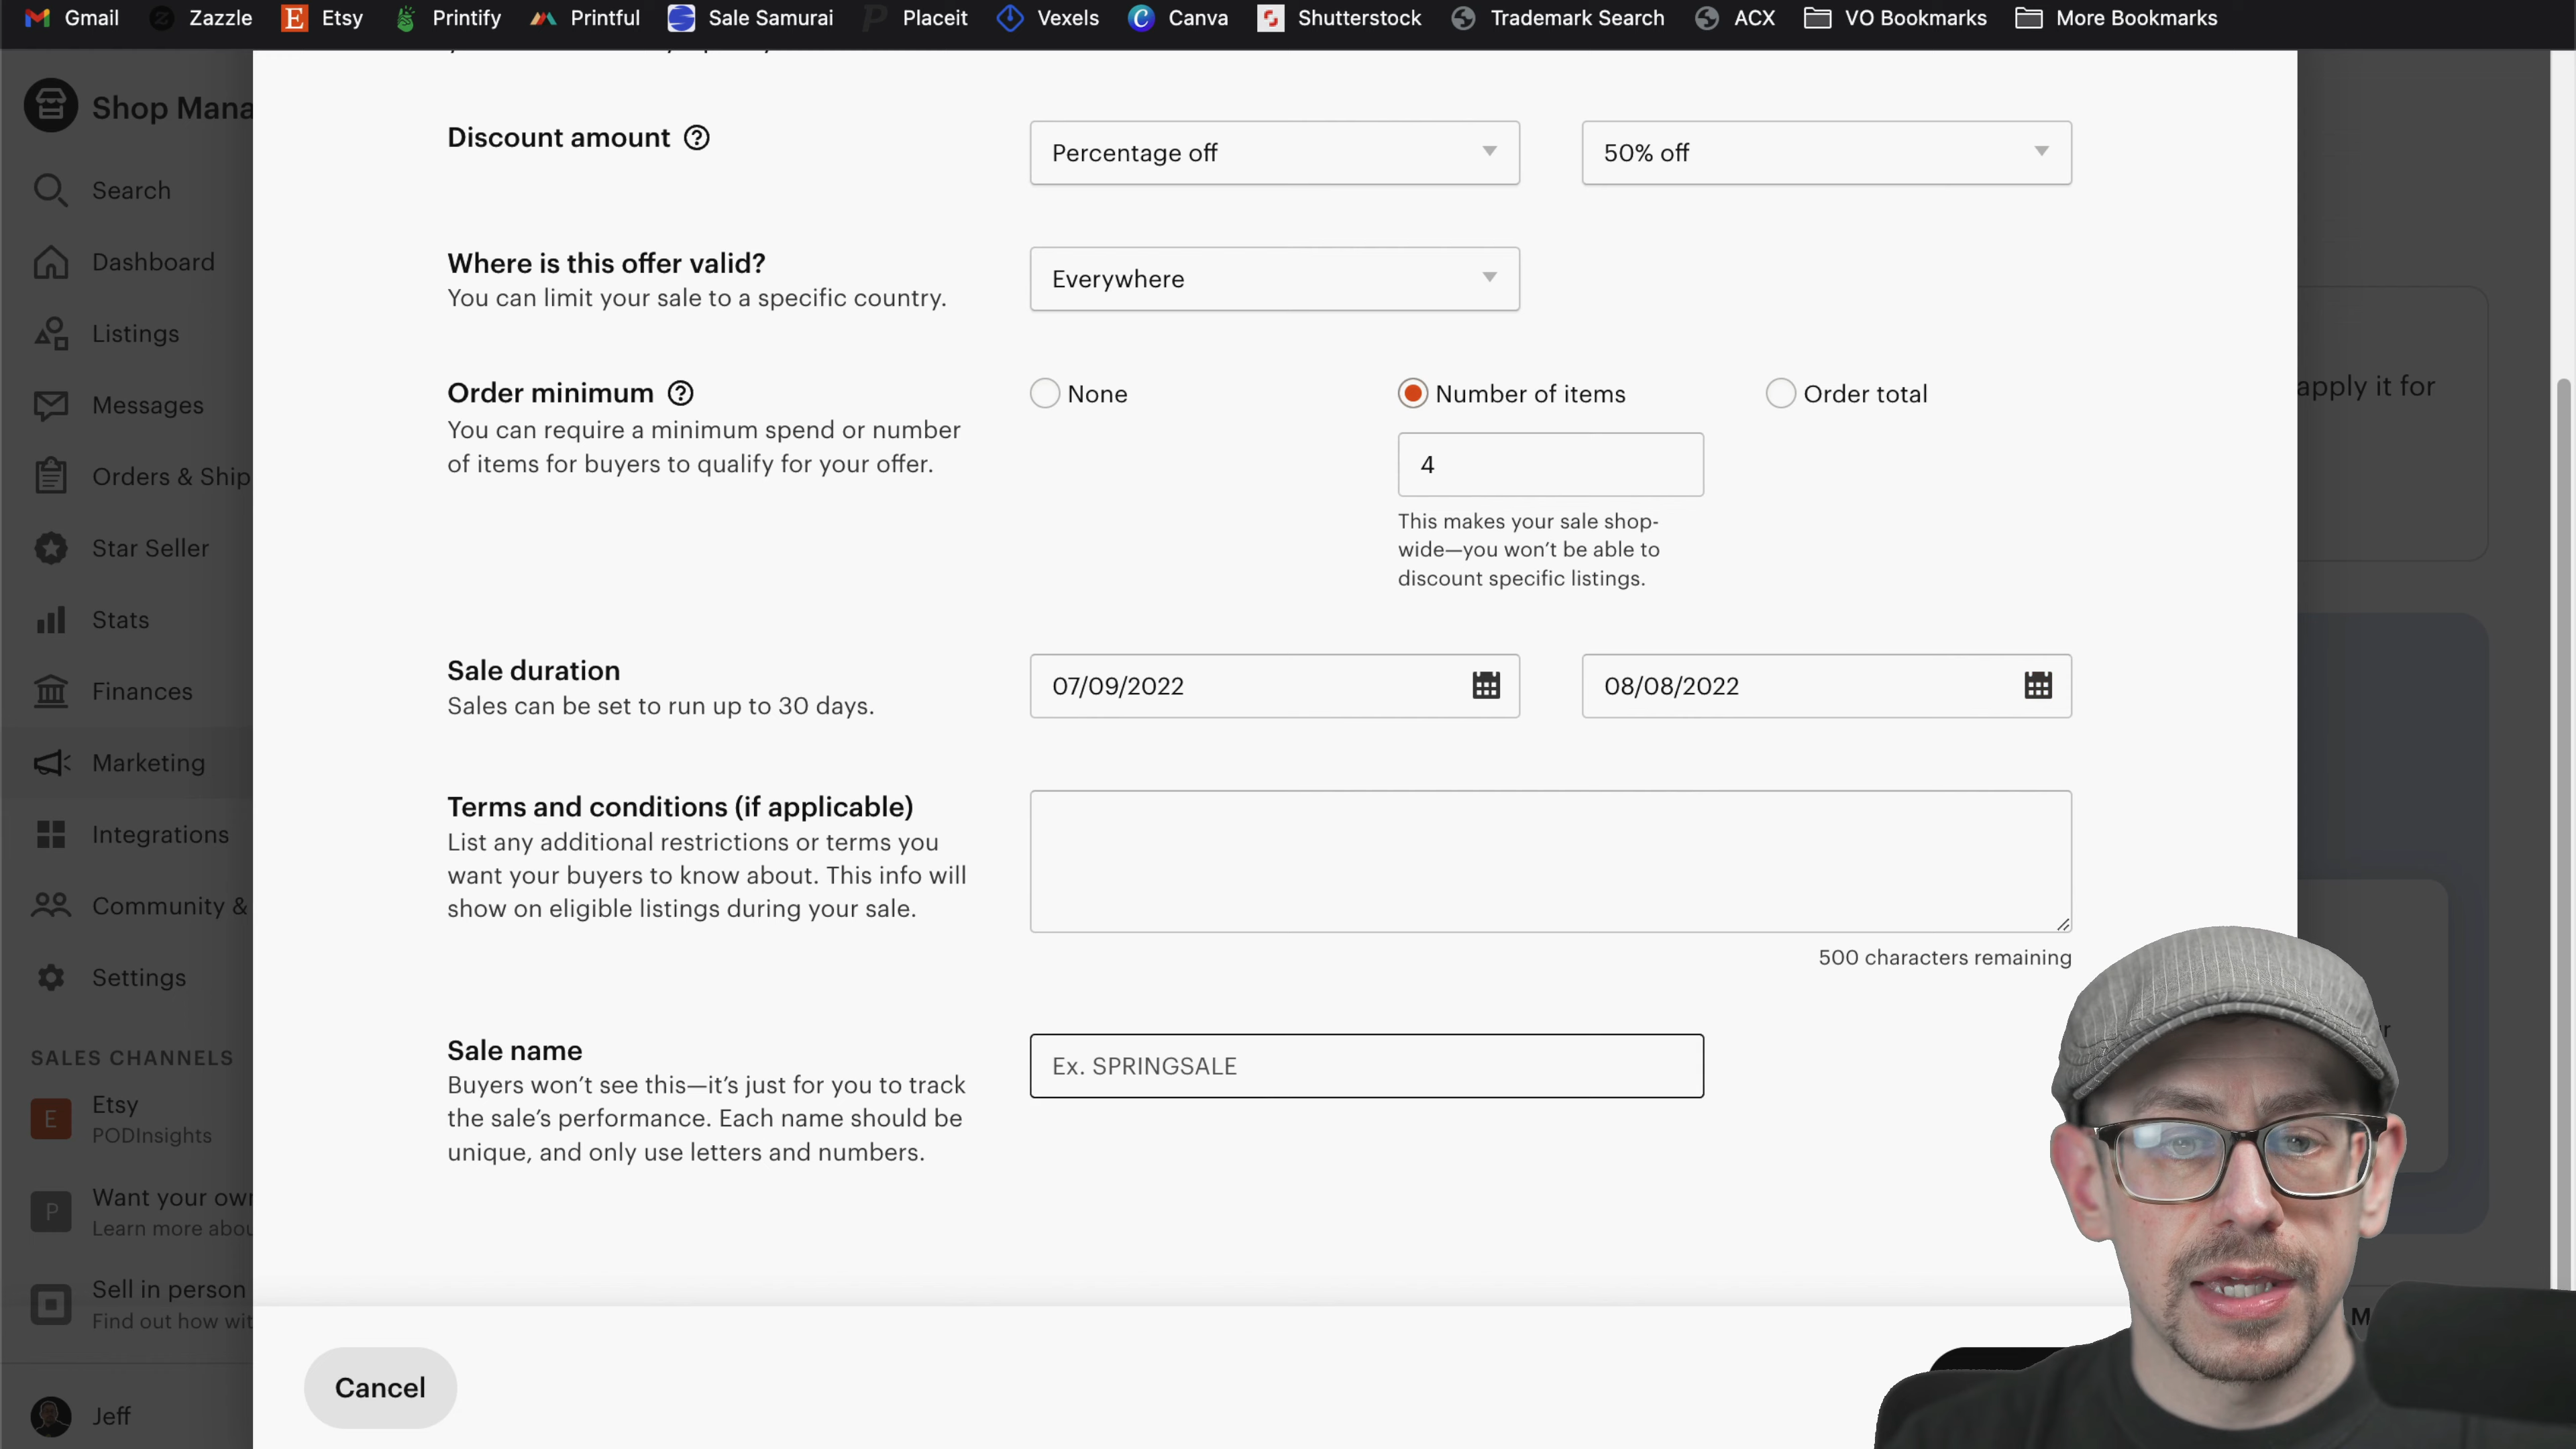 Gmail
Zazzle
Etsy
Printify
Printful
Sale Samurai
Placeit
Vexels
Canva
Shutterstock
Trademark Search
ACX
VO Bookmarks
More Bookmarks
Shop Mana
Search
Dashboard
Listings
Messages
Orders & Ship
Star Seller
Stats
Finances
Marketing
Integrations
Community &
Settings
SALES CHANNELS
E
Etsy
PODInsights
P
Want your own
Learn more abou
Sell in person
Find out how wit
Jeff
Discount amount
Percentage off
50% off
Where is this offer valid?
You can limit your sale to a specific country.
Everywhere
Order minimum
You can require a minimum spend or number
of items for buyers to qualify for your offer.
None
Number of items
Order total
4
This makes your sale shop-
wide—you won’t be able to
discount specific listings.
Sale duration
Sales can be set to run up to 30 days.
07/09/2022
08/08/2022
Terms and conditions (if applicable)
List any additional restrictions or terms you
want your buyers to know about. This info will
show on eligible listings during your sale.
500 characters remaining
Sale name
Buyers won’t see this—it’s just for you to track
the sale’s performance. Each name should be
unique, and only use letters and numbers.
Ex. SPRINGSALE
Cancel
apply it for